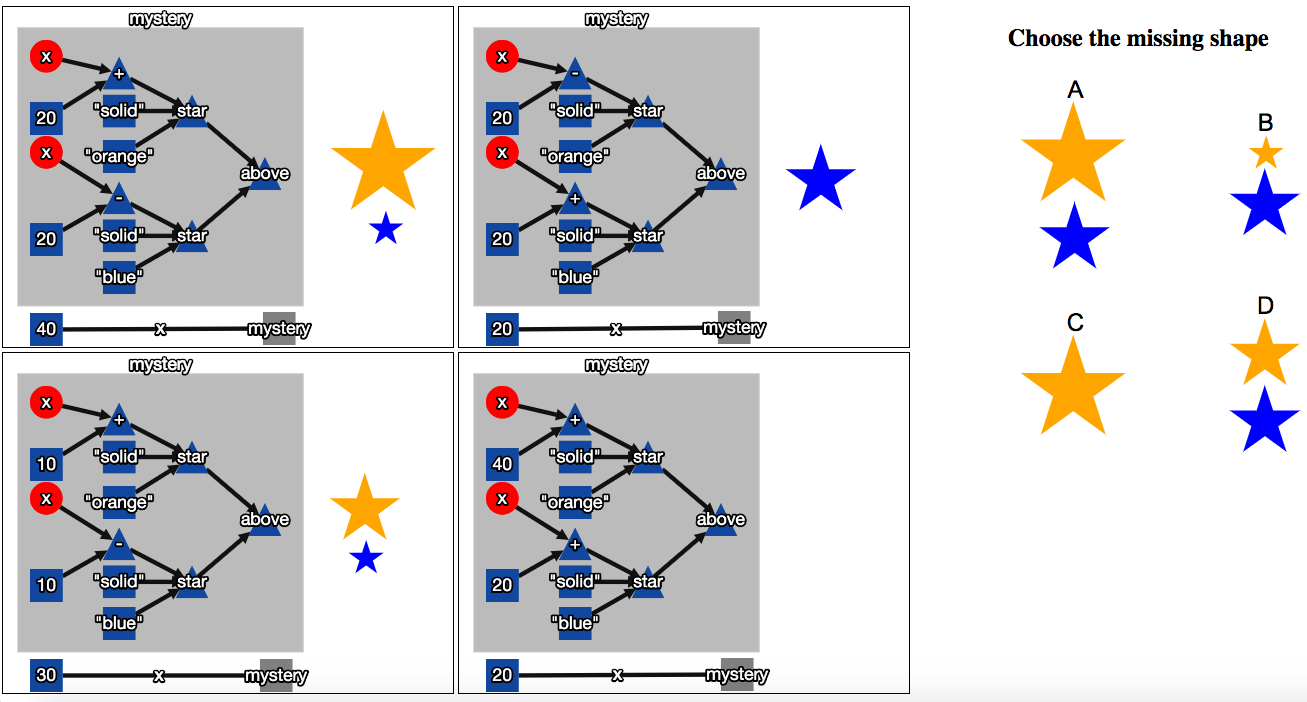 mystery
x
+
20
"solid"
star
x
"orange"
above
-
20
"solid"
star
"blue"
40 x mystery
mystery
x
-
20
"solid"
star
x
"orange"
above
+
20
"solid"
star
"blue"
20 x mystery
Choose the missing shape
A
B
C
D
mystery
x
+
10
"solid"
star
x
"orange"
above
-
10
"solid"
star
"blue"
30 x mystery
mystery
x
+
40
"solid"
star
x
"orange"
above
+
20
"solid"
star
"blue"
20 x mystery